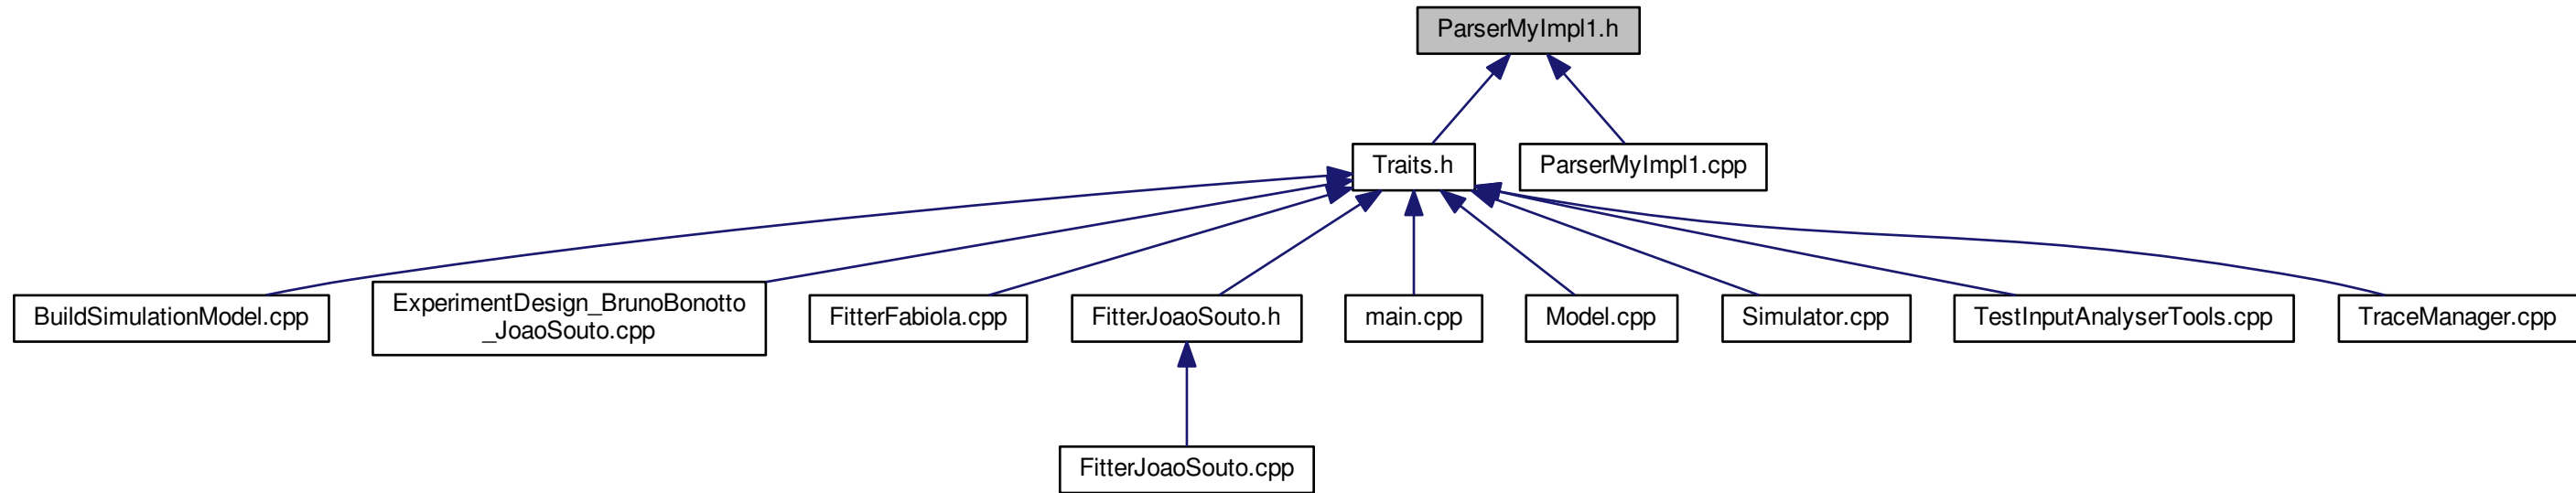 ParserMyImpl1.h
Traits.h
ParserMyImpl1.cpp
BuildSimulationModel.cpp
ExperimentDesign_BrunoBonotto
_JoaoSouto.cpp
FitterFabiola.cpp
FitterJoaoSouto.h
main.cpp
Model.cpp
Simulator.cpp
TestInputAnalyserTools.cpp
TraceManager.cpp
FitterJoaoSouto.cpp